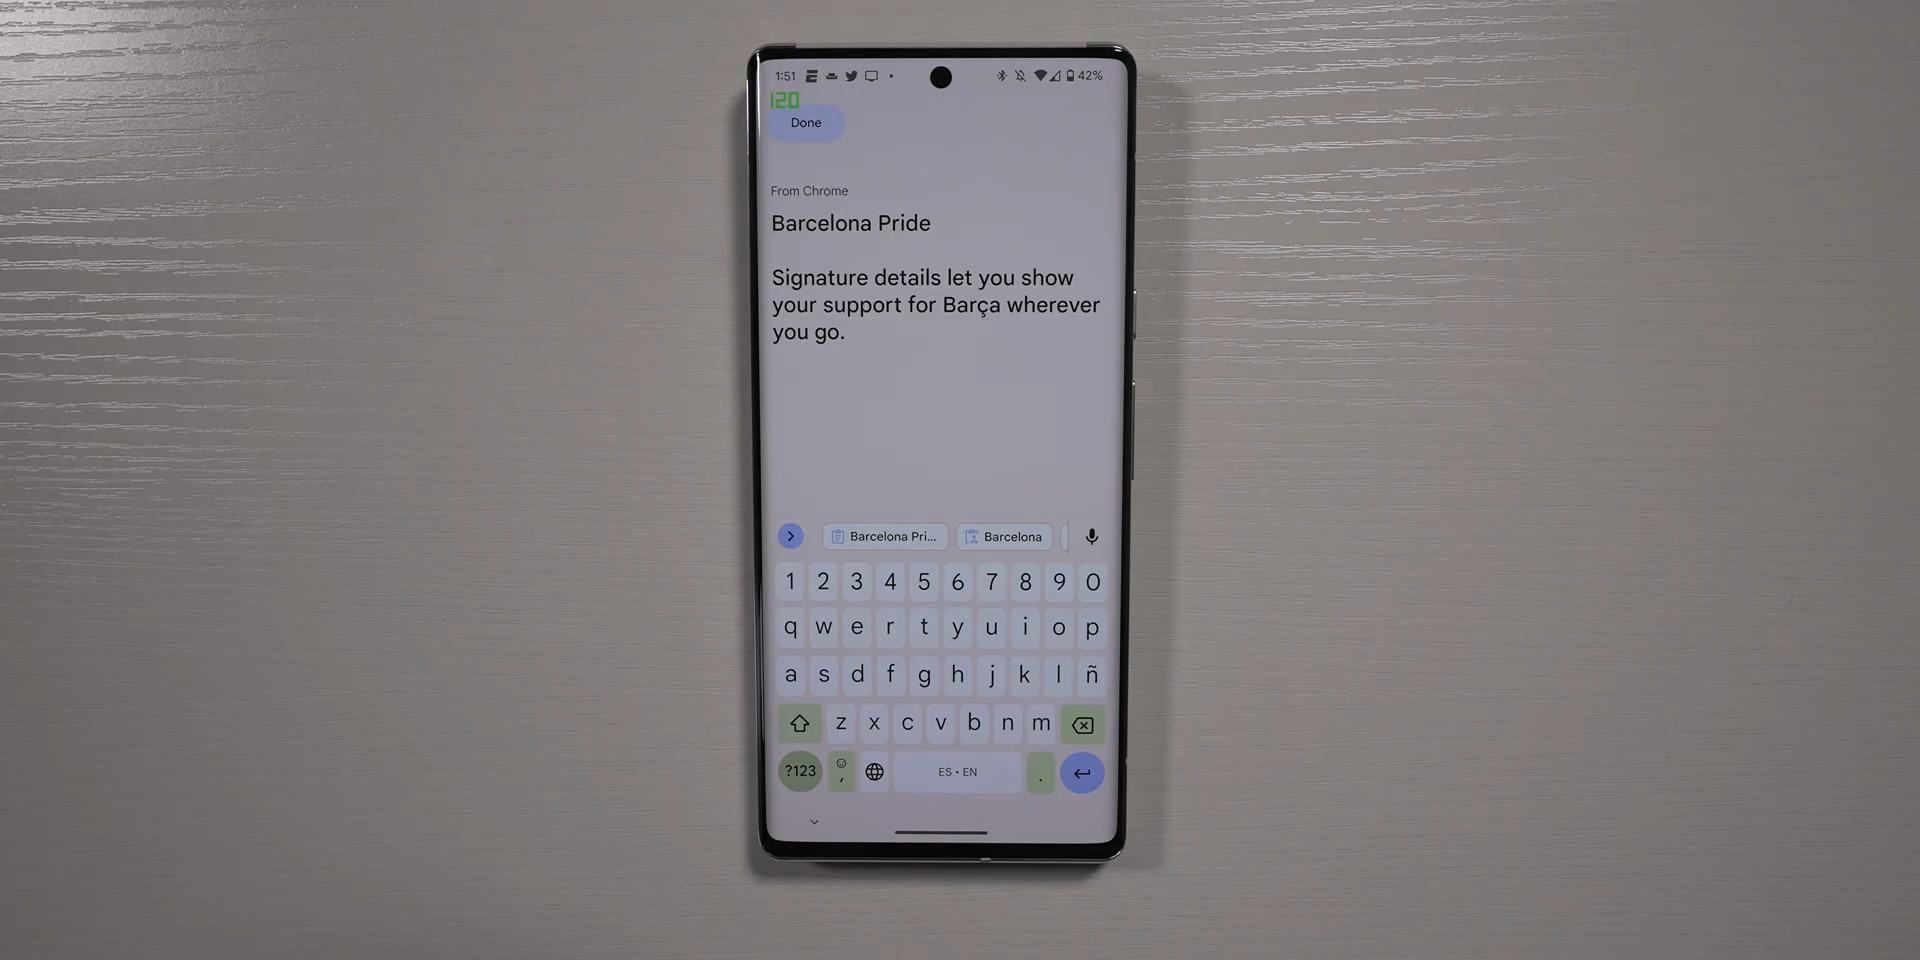 1:51 42%
120
Done
From Chrome
Barcelona Pride
Signature details let you show
your support for Barça wherever
you go.
Barcelona Pri... Barcelona
1 2 3 4 5 6 7 8 9 0
q w e r t y u i o p
a s d f g h j k l ñ
z x c v b n m
?123 , ES • EN .